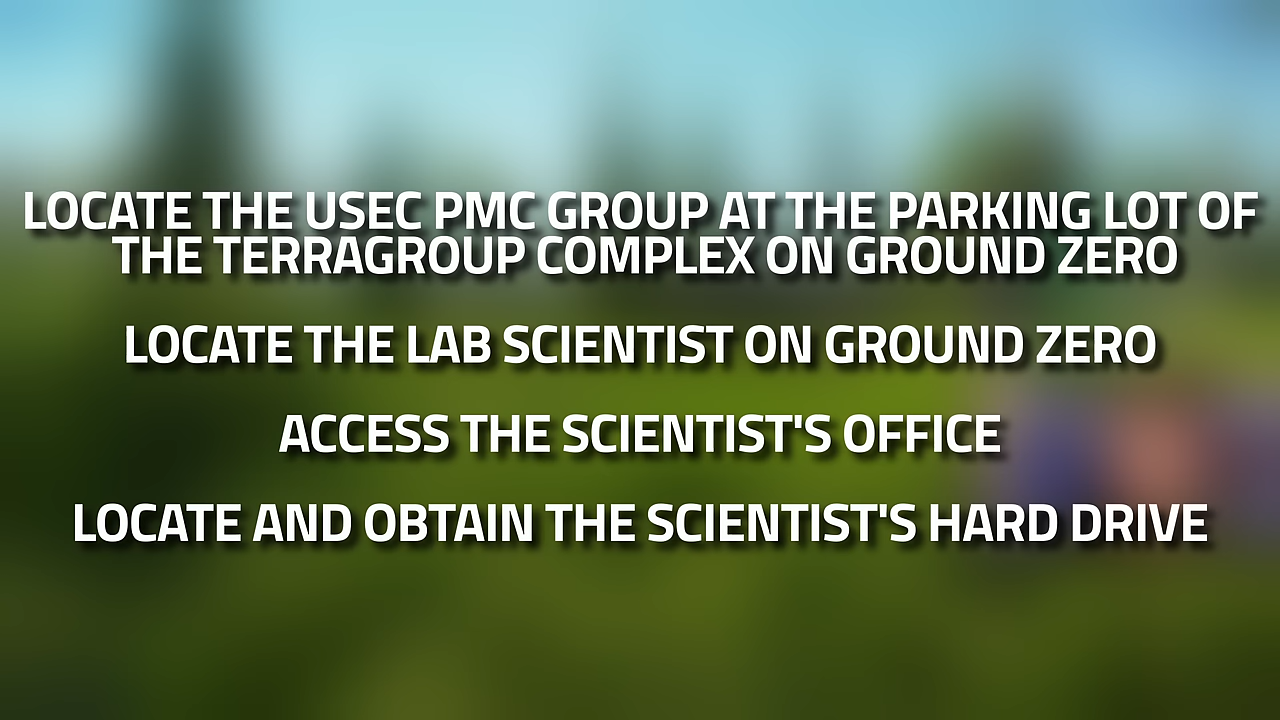 LOCATE THE USEC PMC GROUP AT THE PARKING LOT OF
THE TERRAGROUP COMPLEX ON GROUND ZERO
LOCATE THE LAB SCIENTIST ON GROUND ZERO
ACCESS THE SCIENTIST'S OFFICE
LOCATE AND OBTAIN THE SCIENTIST'S HARD DRIVE